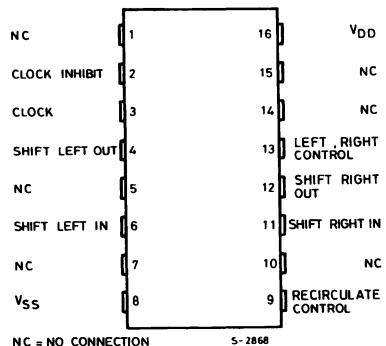 NC 1 16 VDD
CLOCK INHIBIT 2 15 NC
CLOCK 3 14 NC
SHIFT LEFT OUT 4 13 LEFT , RIGHT CONTROL
NC 5 12 SHIFT RIGHT OUT
SHIFT LEFT IN 6 11 SHIFT RIGHT IN
NC 7 10 NC
VSS 8 9 RECIRCULATE CONTROL
NC = NO CONNECTION S-2868